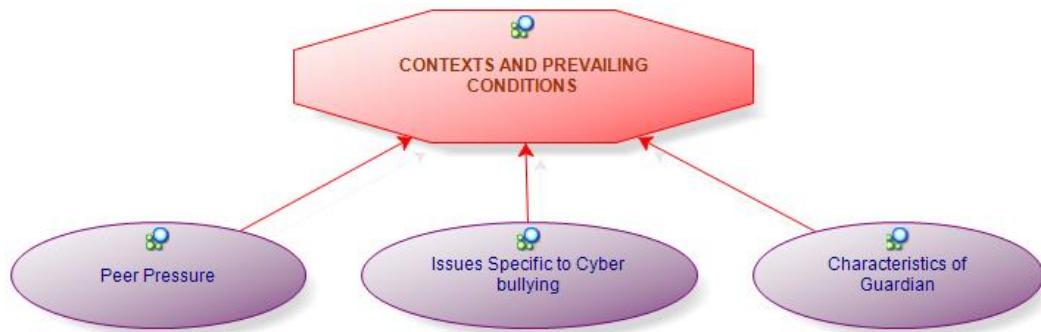 CONTEXTS AND PREVAILING
CONDITIONS
Peer Pressure
Issues Specific to Cyber
bullying
Characteristics of
Guardian